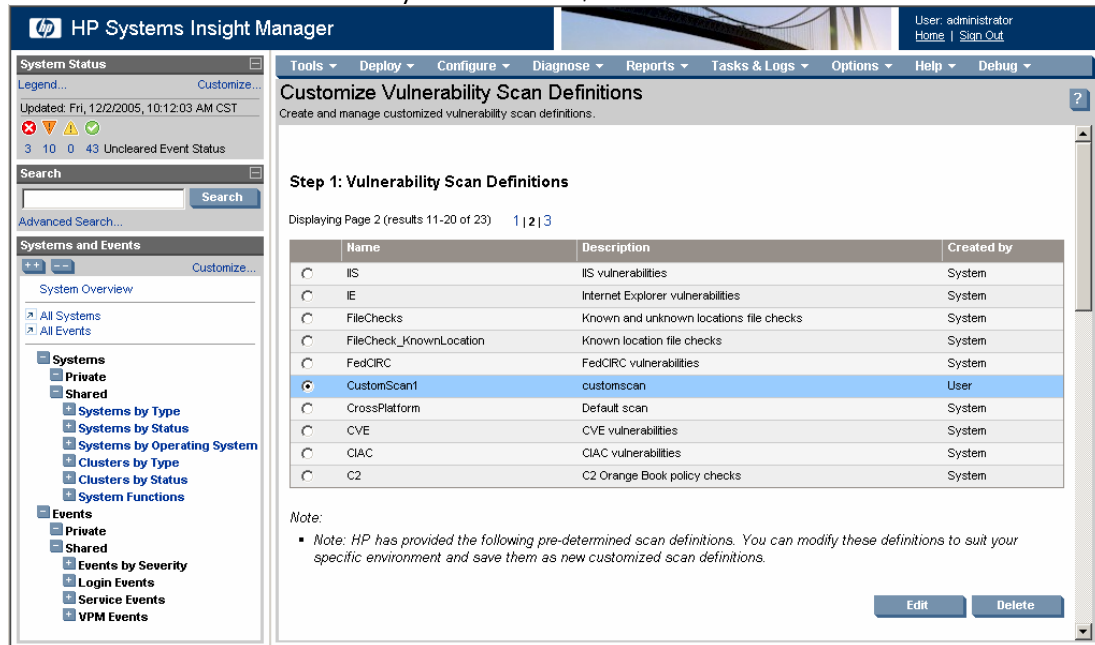 hp HP Systems Insight Manager
User: administrator
Home | Sign Out
System Status
Legend... Customize...
Updated: Fri, 12/2/2005, 10:12:03 AM CST
3 10 0 43 Uncleared Event Status
Search
Search
Advanced Search...
Systems and Events
++ -- Customize...
System Overview
All Systems
All Events
Systems
Private
Shared
Systems by Type
Systems by Status
Systems by Operating System
Clusters by Type
Clusters by Status
System Functions
Events
Private
Shared
Events by Severity
Login Events
Service Events
VPM Events
Tools Deploy Configure Diagnose Reports Tasks & Logs Options Help Debug
Customize Vulnerability Scan Definitions
?
Create and manage customized vulnerability scan definitions.
Step 1: Vulnerability Scan Definitions
Displaying Page 2 (results 11-20 of 23) 1 | 2 | 3
Name Description Created by
IIS IIS vulnerabilities System
IE Internet Explorer vulnerabilities System
FileChecks Known and unknown locations file checks System
FileCheck_KnownLocation Known location file checks System
FedCIRC FedCIRC vulnerabilities System
CustomScan1 customscan User
CrossPlatform Default scan System
CVE CVE vulnerabilities System
CIAC CIAC vulnerabilities System
C2 C2 Orange Book policy checks System
Note:
Note: HP has provided the following pre-determined scan definitions. You can modify these definitions to suit your
specific environment and save them as new customized scan definitions.
Edit Delete